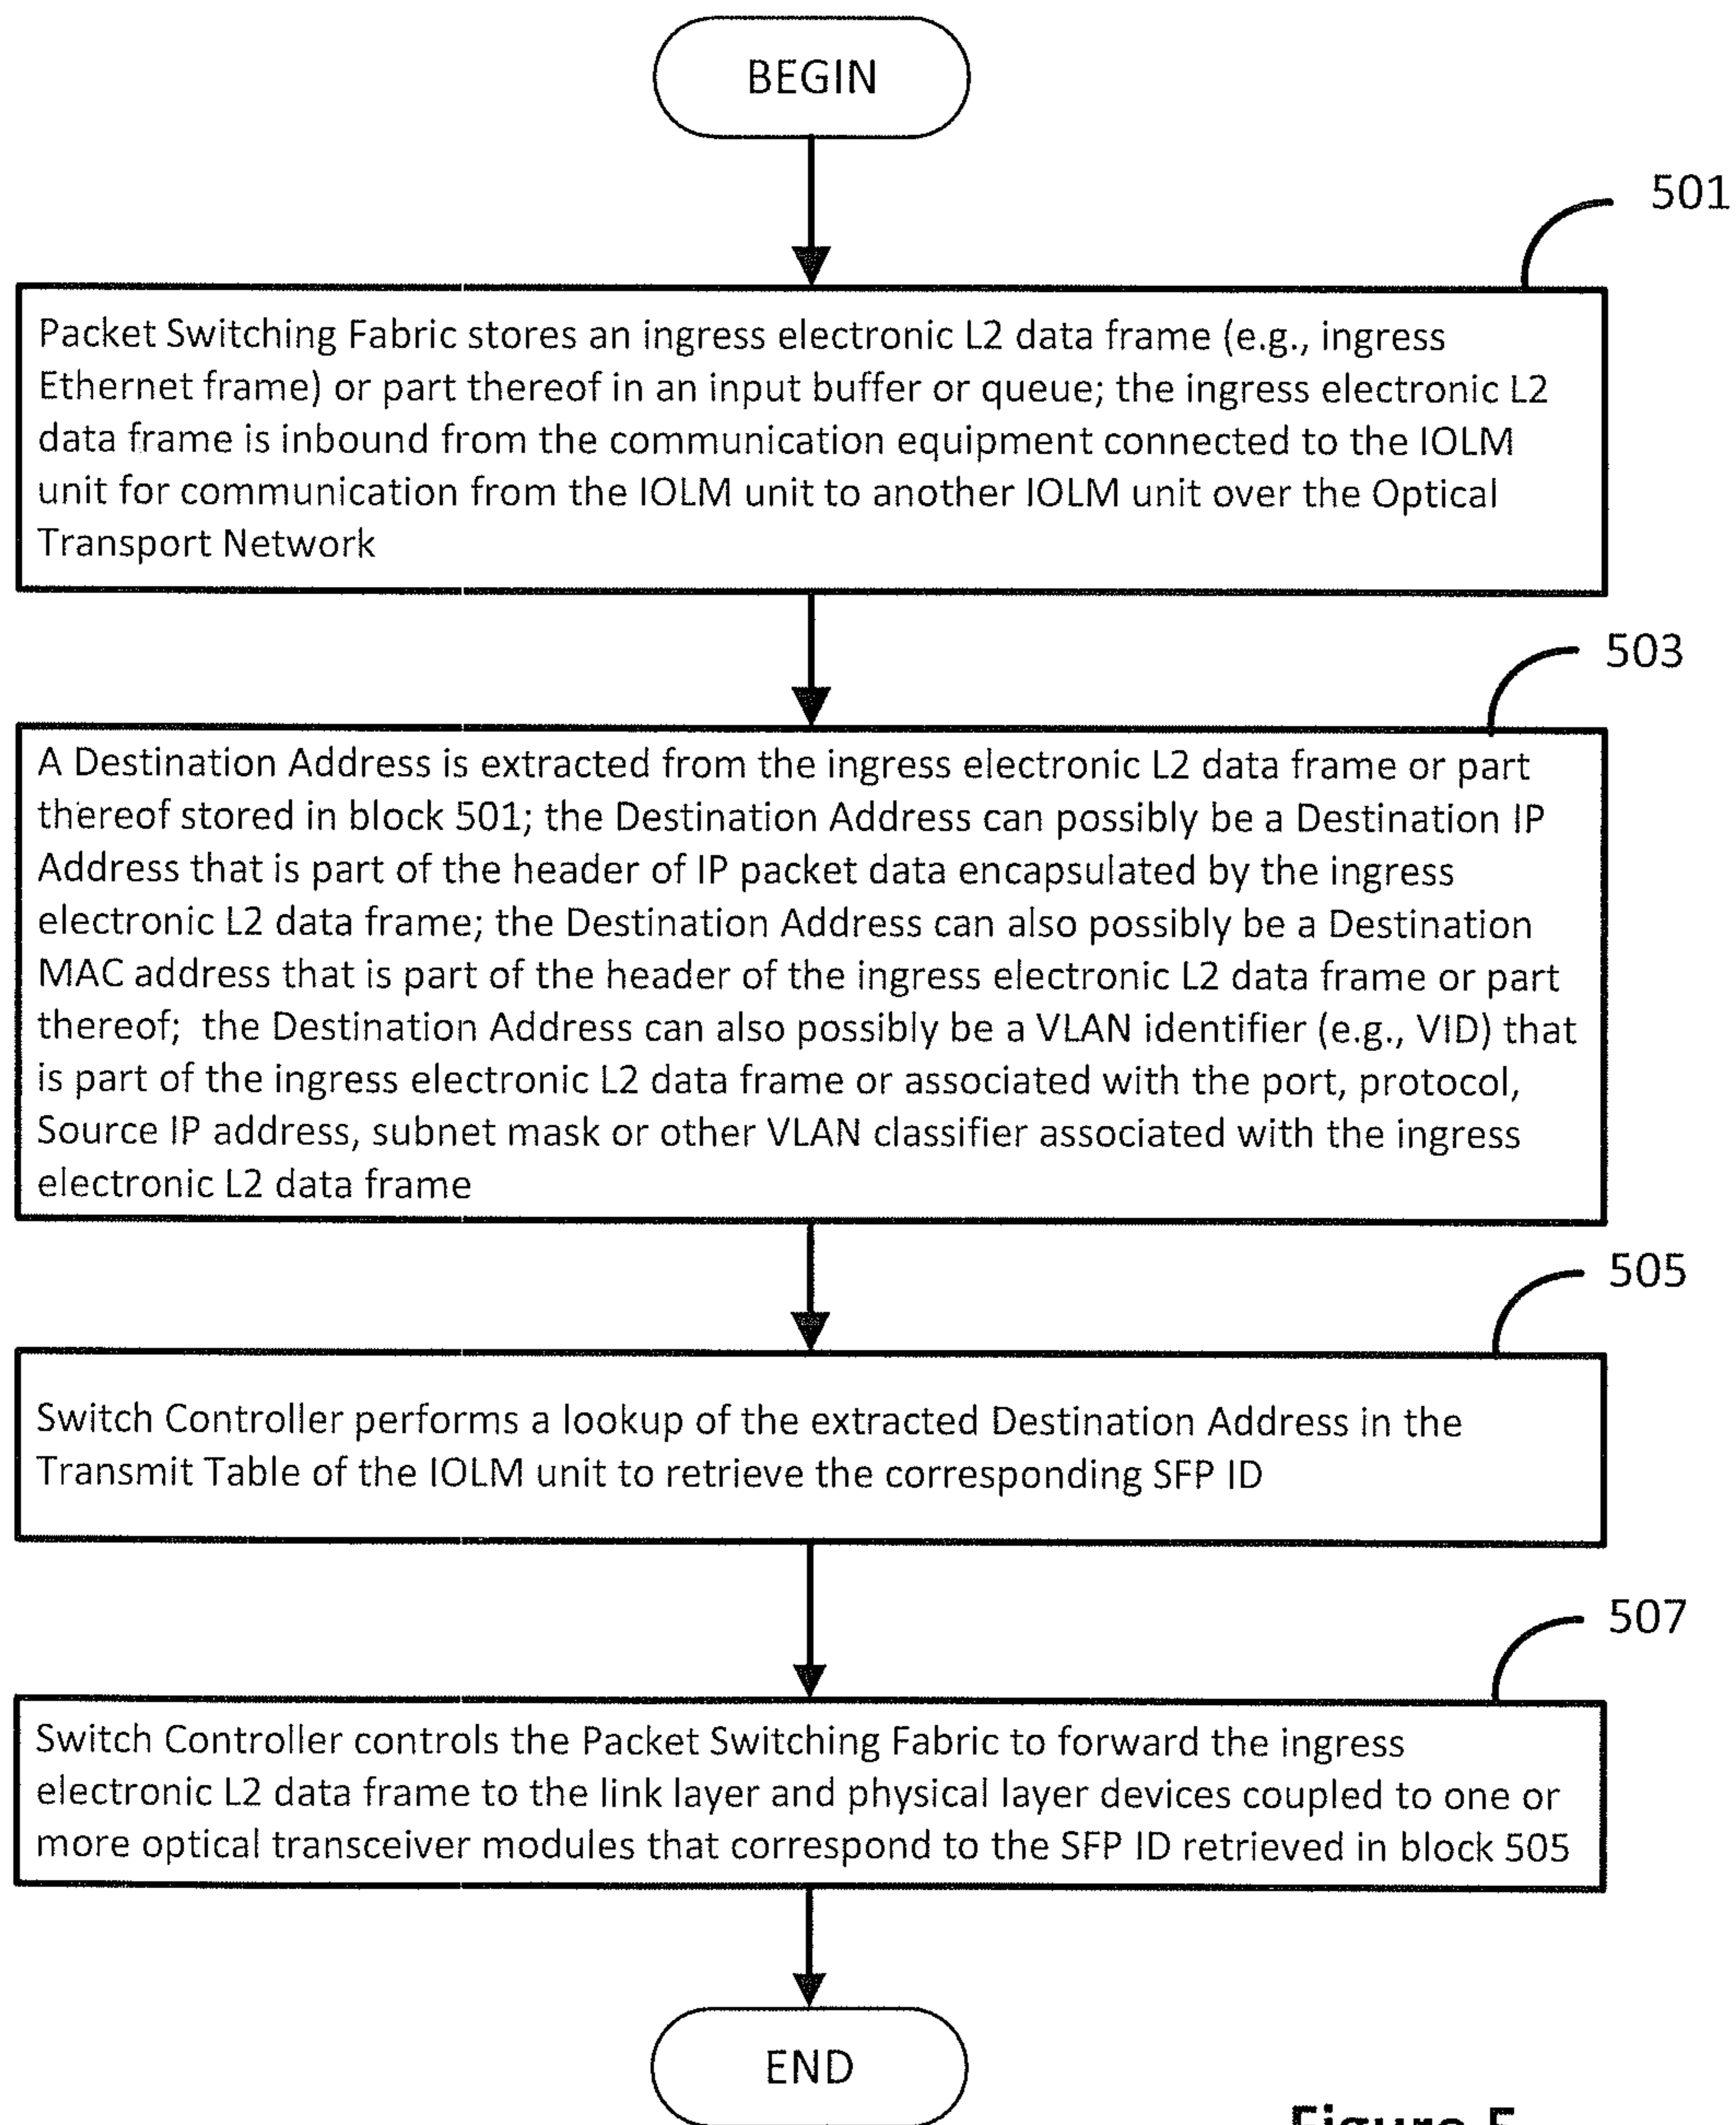 BEGIN
501
Packet Switching Fabric stores an ingress electronic L2 data frame (e.g., ingress
Ethernet frame) or part thereof in an input buffer or queue; the ingress electronic L2
data frame is inbound from the communication equipment connected to the IOLM
unit for communication from the IOLM unit to another IOLM unit over the Optical
Transport Network
503
A Destination Address is extracted from the ingress electronic L2 data frame or part
thereof stored in block 501; the Destination Address can possibly be a Destination IP
Address that is part of the header of IP packet data encapsulated by the ingress
electronic L2 data frame; the Destination Address can also possibly be a Destination
MAC address that is part of the header of the ingress electronic L2 data frame or part
thereof; the Destination Address can also possibly be a VLAN identifier (e.g., VID) that
is part of the ingress electronic L2 data frame or associated with the port, protocol,
Source IP address, subnet mask or other VLAN classifier associated with the ingress
electronic L2 data frame
505
Switch Controller performs a lookup of the extracted Destination Address in the
Transmit Table of the IOLM unit to retrieve the corresponding SFP ID
507
Switch Controller controls the Packet Switching Fabric to forward the ingress
electronic L2 data frame to the link layer and physical layer devices coupled to one or
more optical transceiver modules that correspond to the SFP ID retrieved in block 505
END
Figure 5